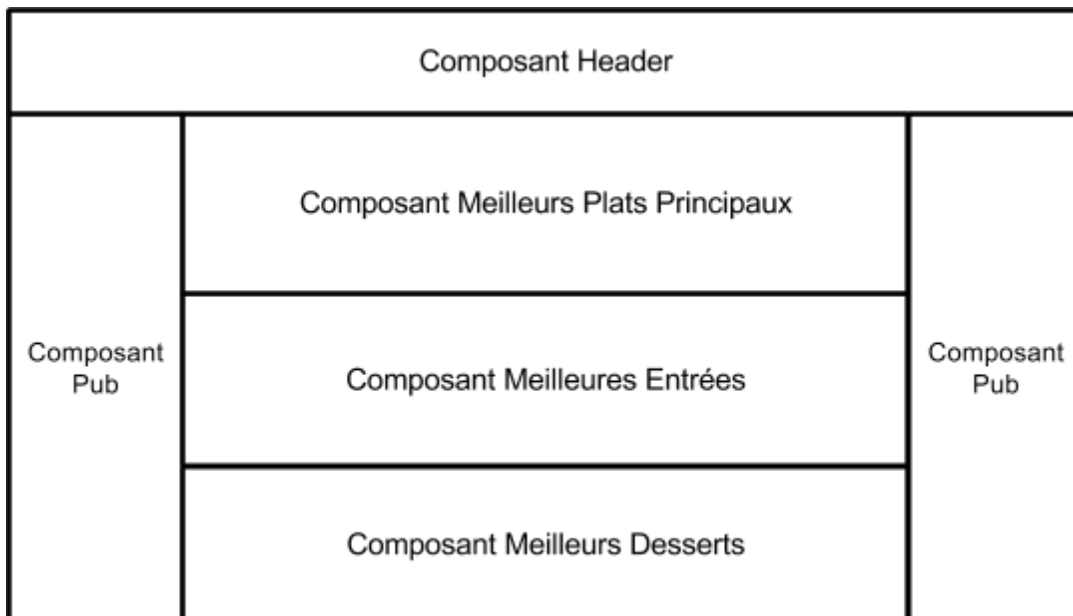 Composant Header
Composant Meilleurs Plats Principaux
Composant
Pub
Composant Meilleures Entrées
Composant
Pub
Composant Meilleurs Desserts